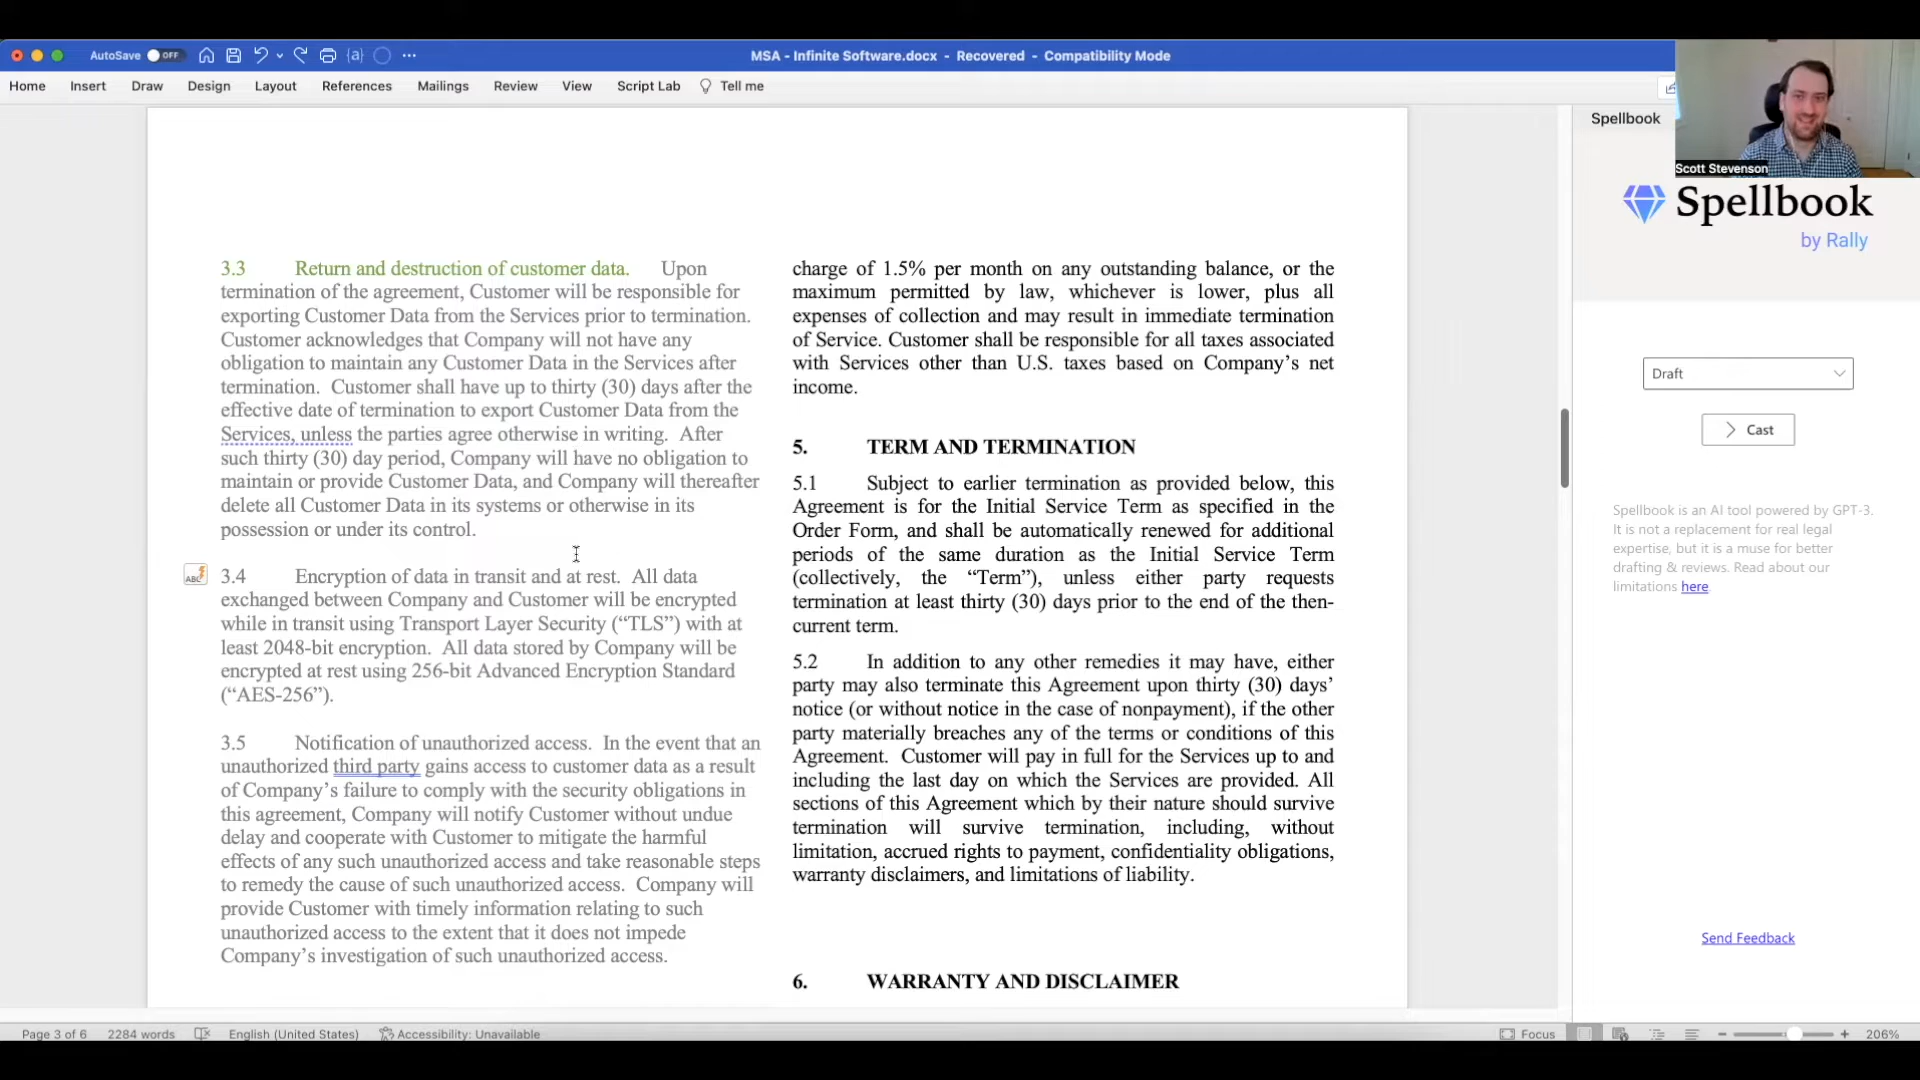 AutoSave OFF
MSA - Infinite Software.docx - Recovered - Compatibility Mode
Home Insert Draw Design Layout References Mailings Review View Script Lab Tell me
3.3 Return and destruction of customer data. Upon
termination of the agreement, Customer will be responsible for
exporting Customer Data from the Services prior to termination.
Customer acknowledges that Company will not have any
obligation to maintain any Customer Data in the Services after
termination. Customer shall have up to thirty (30) days after the
effective date of termination to export Customer Data from the
Services, unless the parties agree otherwise in writing. After
such thirty (30) day period, Company will have no obligation to
maintain or provide Customer Data, and Company will thereafter
delete all Customer Data in its systems or otherwise in its
possession or under its control.
ABC
3.4 Encryption of data in transit and at rest. All data
exchanged between Company and Customer will be encrypted
while in transit using Transport Layer Security (“TLS”) with at
least 2048-bit encryption. All data stored by Company will be
encrypted at rest using 256-bit Advanced Encryption Standard
(“AES-256”).
3.5 Notification of unauthorized access. In the event that an
unauthorized third party gains access to customer data as a result
of Company’s failure to comply with the security obligations in
this agreement, Company will notify Customer without undue
delay and cooperate with Customer to mitigate the harmful
effects of any such unauthorized access and take reasonable steps
to remedy the cause of such unauthorized access. Company will
provide Customer with timely information relating to such
unauthorized access to the extent that it does not impede
Company’s investigation of such unauthorized access.
charge of 1.5% per month on any outstanding balance, or the
maximum permitted by law, whichever is lower, plus all
expenses of collection and may result in immediate termination
of Service. Customer shall be responsible for all taxes associated
with Services other than U.S. taxes based on Company’s net
income.
5. TERM AND TERMINATION
5.1 Subject to earlier termination as provided below, this
Agreement is for the Initial Service Term as specified in the
Order Form, and shall be automatically renewed for additional
periods of the same duration as the Initial Service Term
(collectively, the “Term”), unless either party requests
termination at least thirty (30) days prior to the end of the then-
current term.
5.2 In addition to any other remedies it may have, either
party may also terminate this Agreement upon thirty (30) days’
notice (or without notice in the case of nonpayment), if the other
party materially breaches any of the terms or conditions of this
Agreement. Customer will pay in full for the Services up to and
including the last day on which the Services are provided. All
sections of this Agreement which by their nature should survive
termination will survive termination, including, without
limitation, accrued rights to payment, confidentiality obligations,
warranty disclaimers, and limitations of liability.
6. WARRANTY AND DISCLAIMER
Spellbook
Scott Stevenson
Spellbook
by Rally
Draft
Cast
Spellbook is an AI tool powered by GPT-3.
It is not a replacement for real legal
expertise, but it is a muse for better
drafting & reviews. Read about our
limitations here.
Send Feedback
Page 3 of 6 2284 words English (United States) Accessibility: Unavailable Focus 206%